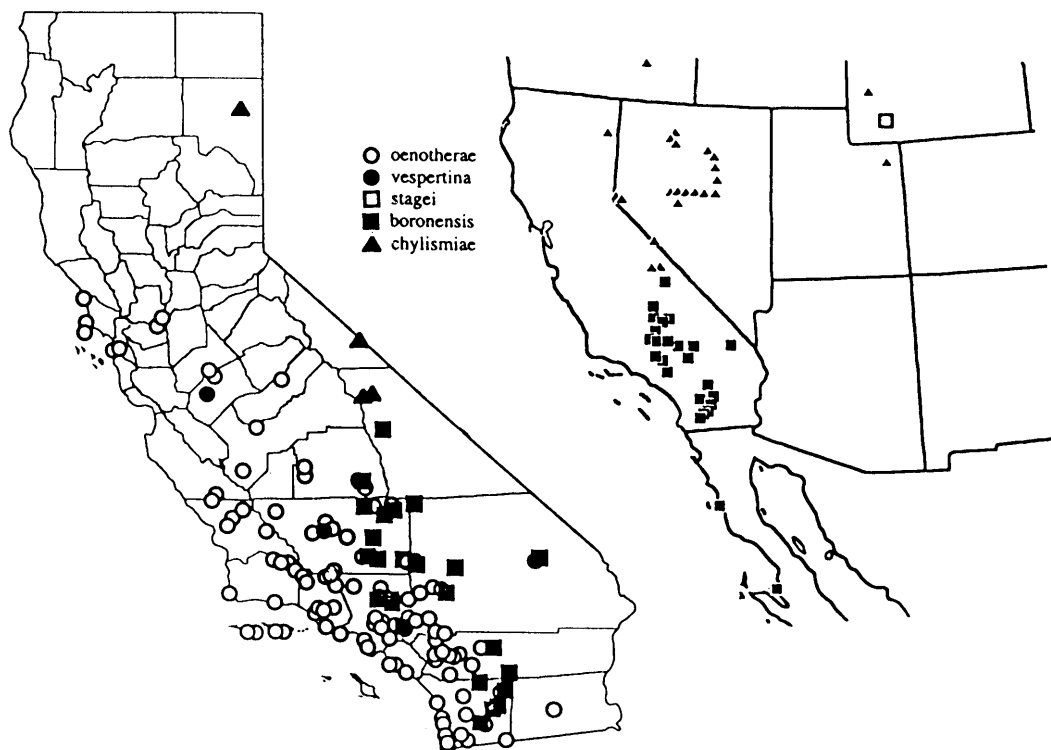 oenotherae
vespertina
stagei
boronensis
chylismiae